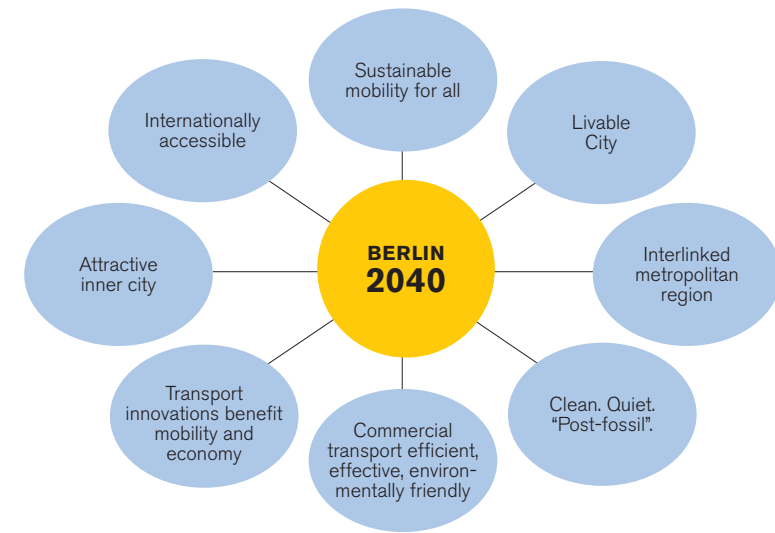 Sustainable
mobility for all
Livable
City
Interlinked
metropolitan
region
Clean. Quiet.
“Post-fossil”.
Commercial
transport efficient,
effective, environ-
mentally friendly
Transport
innovations benefit
mobility and
economy
Attractive
inner city
Internationally
accessible
BERLIN
2040